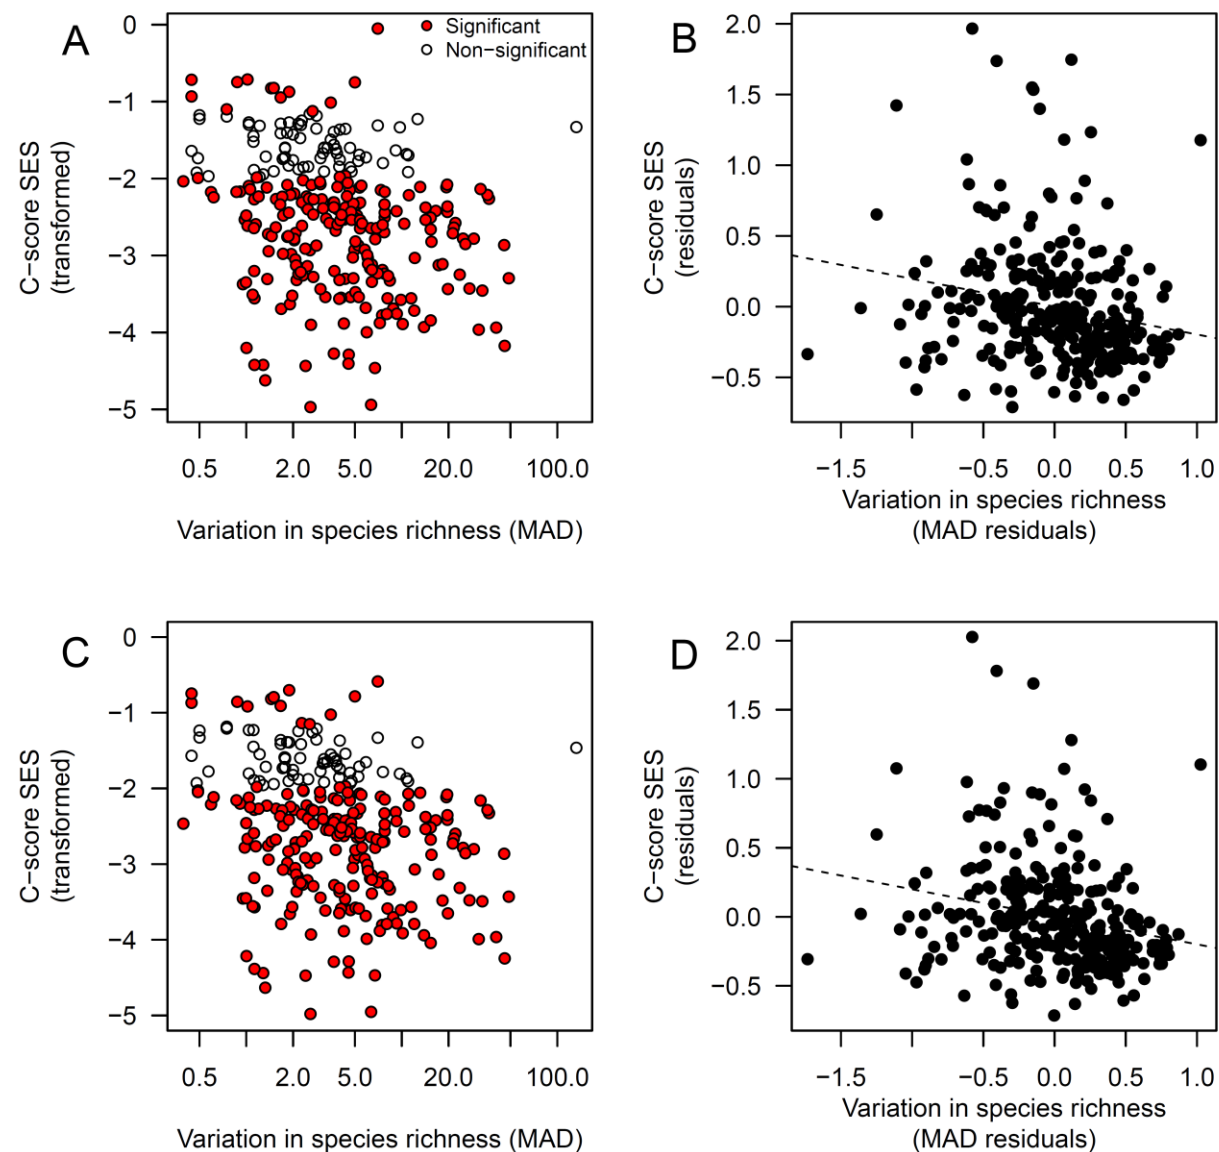 A
Significant
Non−significant
0
−1
−2
−3
−4
−5
C−score SES
(transformed)
0.5
2.0
5.0
20.0
100.0
Variation in species richness (MAD)
B
2.0
1.5
1.0
0.5
0.0
−0.5
C−score SES
(residuals)
−1.5
−0.5
0.0
0.5
1.0
Variation in species richness
(MAD residuals)
C
0
−1
−2
−3
−4
−5
C−score SES
(transformed)
0.5
2.0
5.0
20.0
100.0
Variation in species richness (MAD)
D
2.0
1.5
1.0
0.5
0.0
−0.5
C−score SES
(residuals)
−1.5
−0.5
0.0
0.5
1.0
Variation in species richness
(MAD residuals)